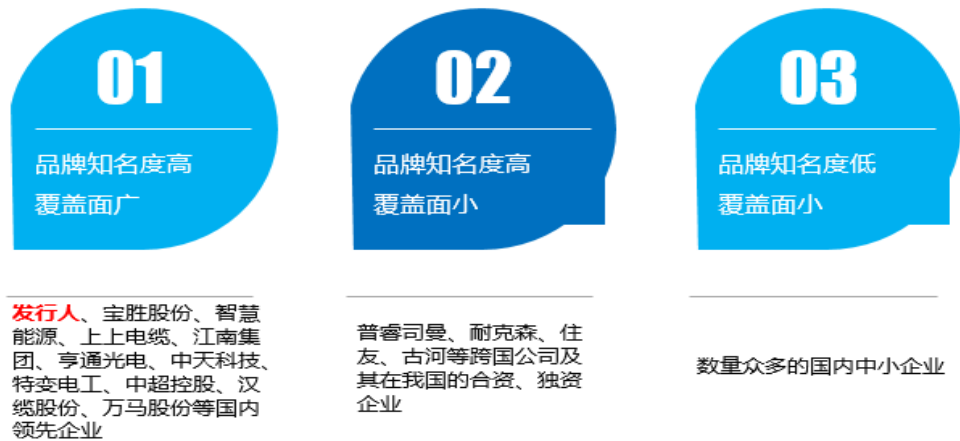 01
品牌知名度高
覆盖面广
发行人、宝胜股份、智慧
能源、上上电缆、江南集
团、亨通光电、中天科技、
特变电工、中超控股、汉
缆股份、万马股份等国内
领先企业
02
品牌知名度高
覆盖面小
普睿司曼、耐克森、住
友、古河等跨国公司及
其在我国的合资、独资
企业
03
品牌知名度低
覆盖面小
数量众多的国内中小企业